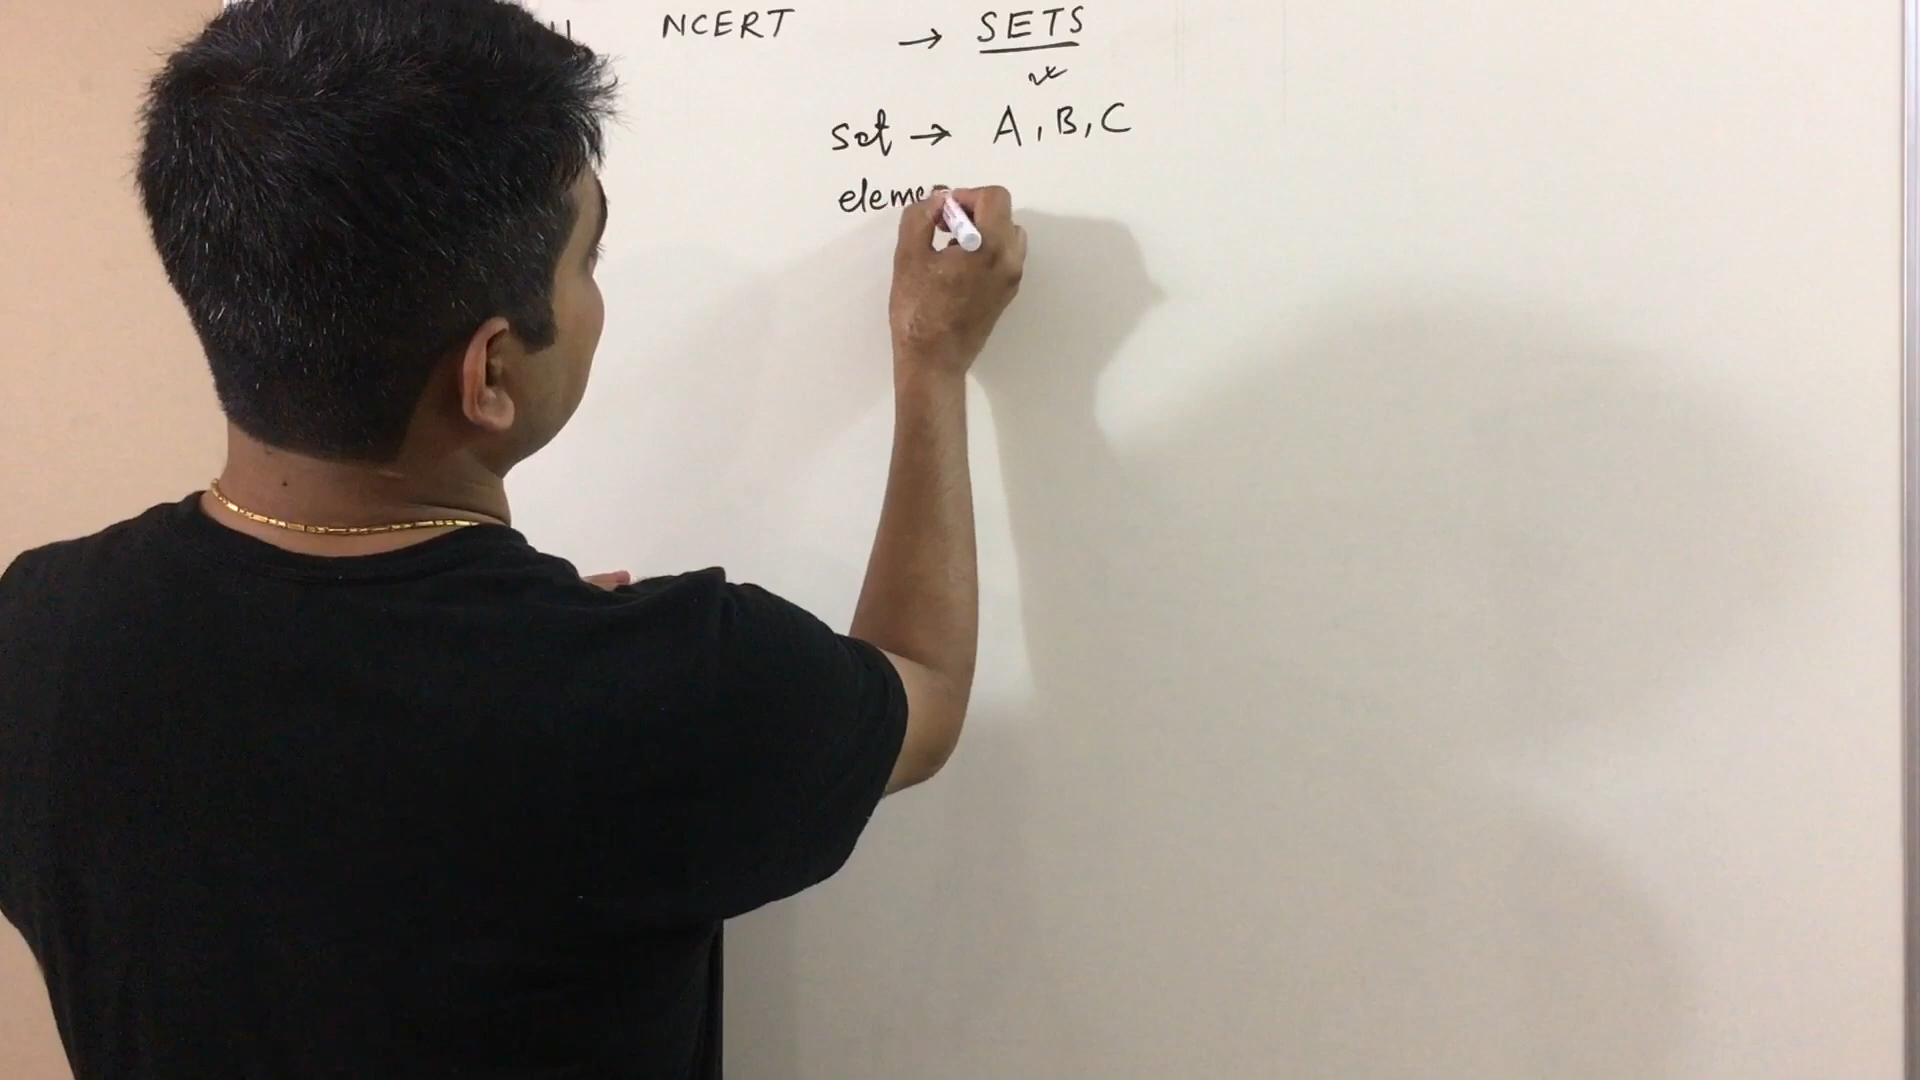 NCERT → SETS
Set → A, B, C
eleme